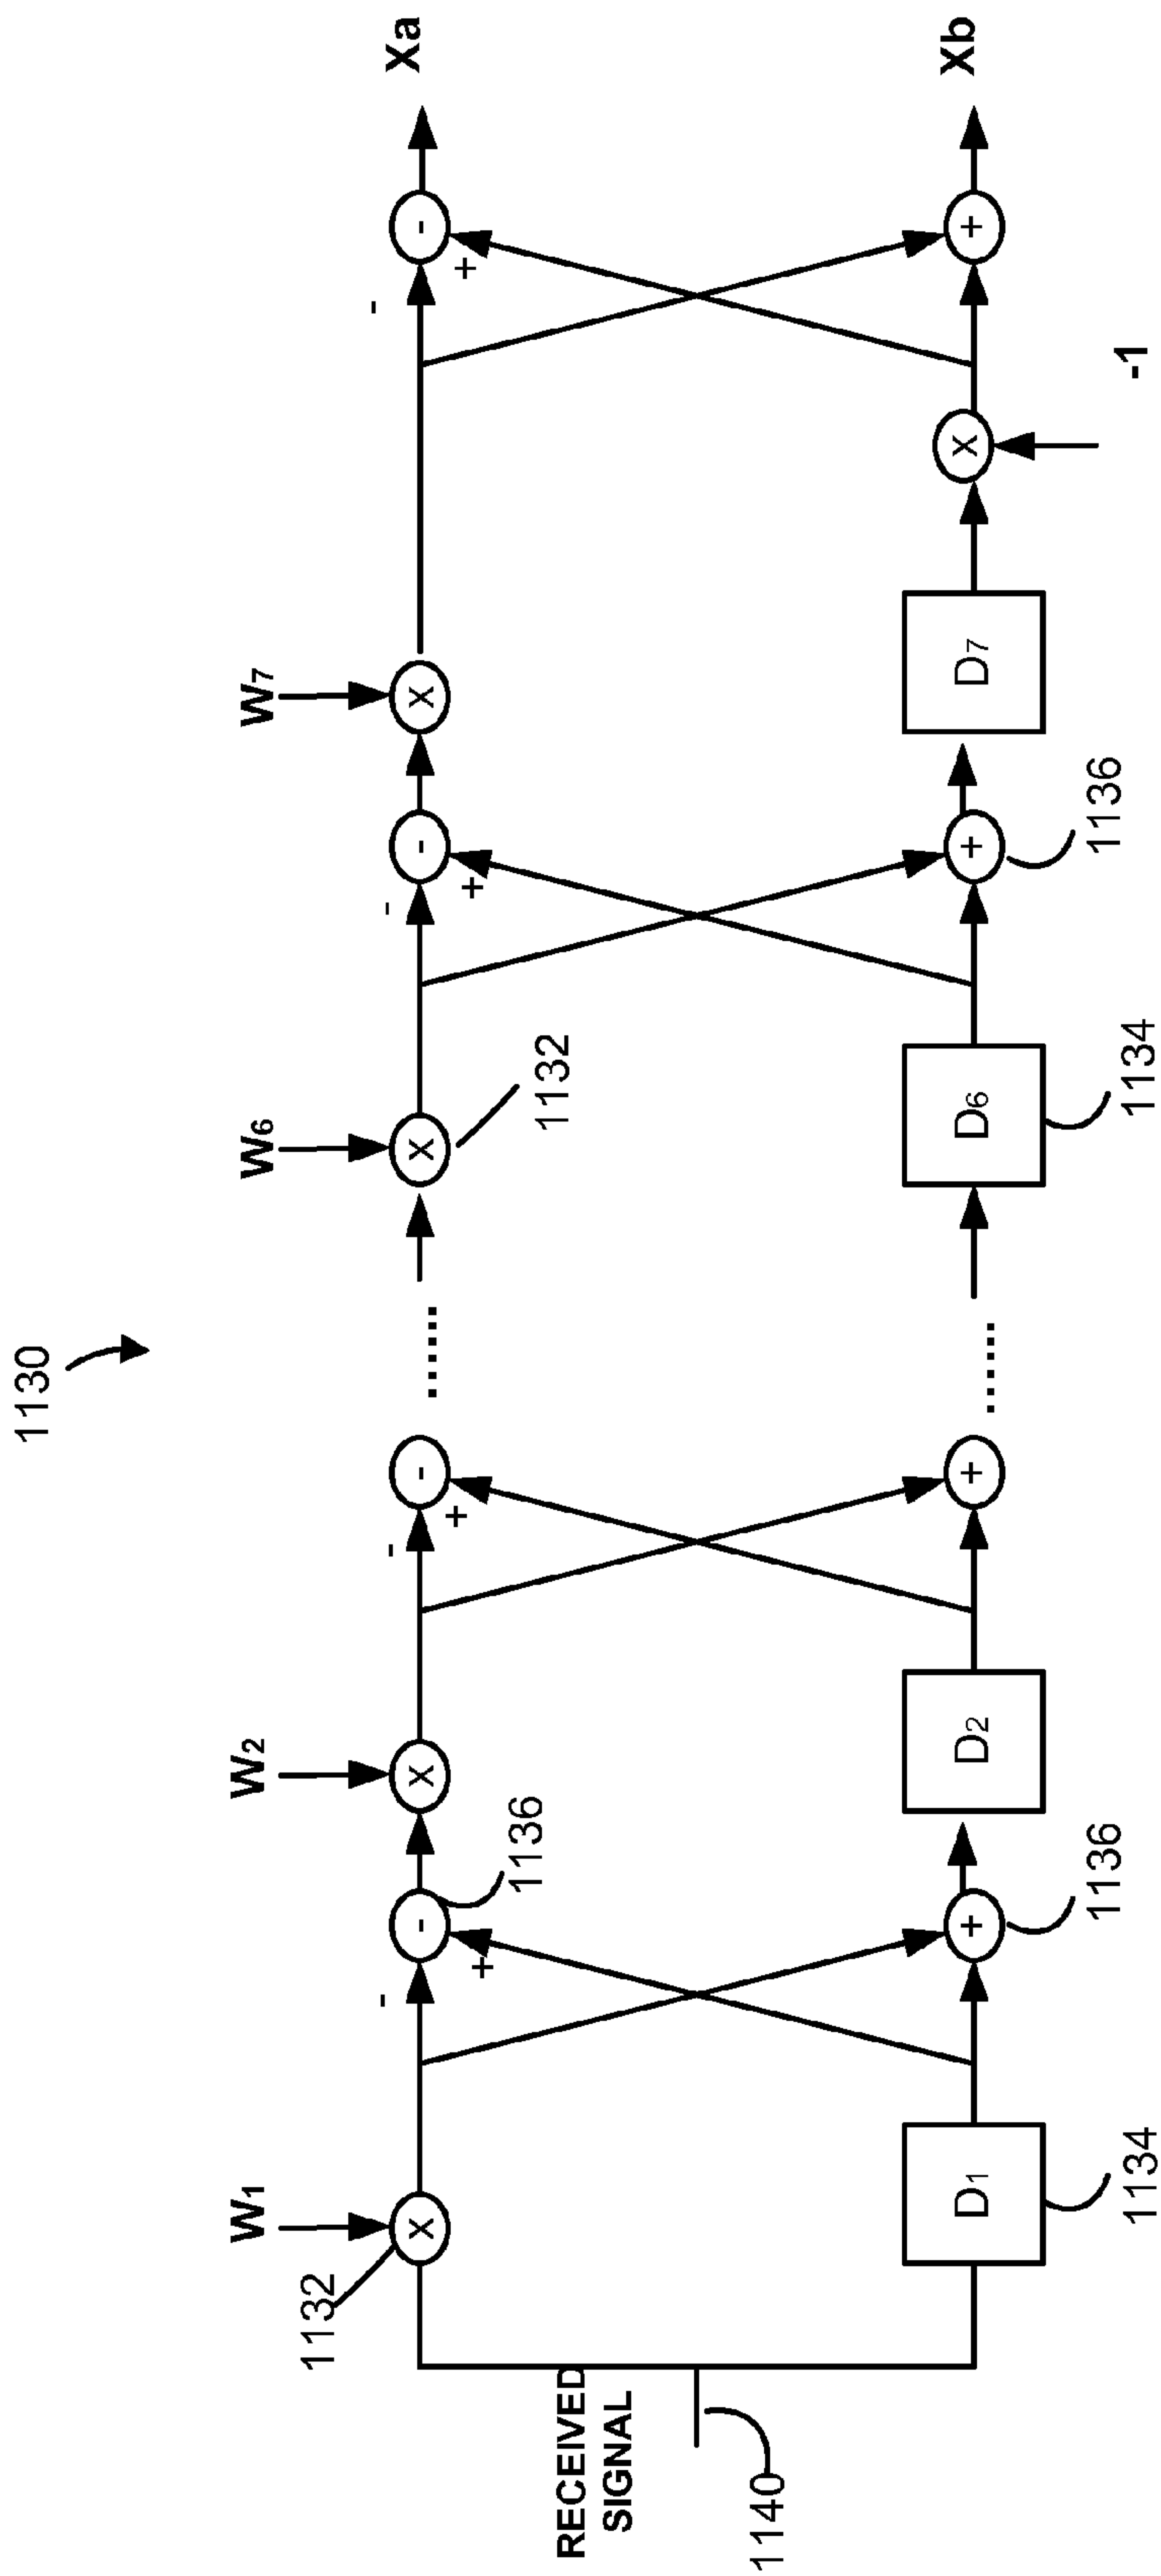 1130
W1
W2
W6
W7
1132
X
-
+
-
1136
X
-
+
-
......
X
1132
-
+
-
X
-
+
-
Xa
RECEIVED
SIGNAL
1140
D1
1134
+
1136
D2
+
......
D6
1134
+
1136
D7
X
-1
+
Xb